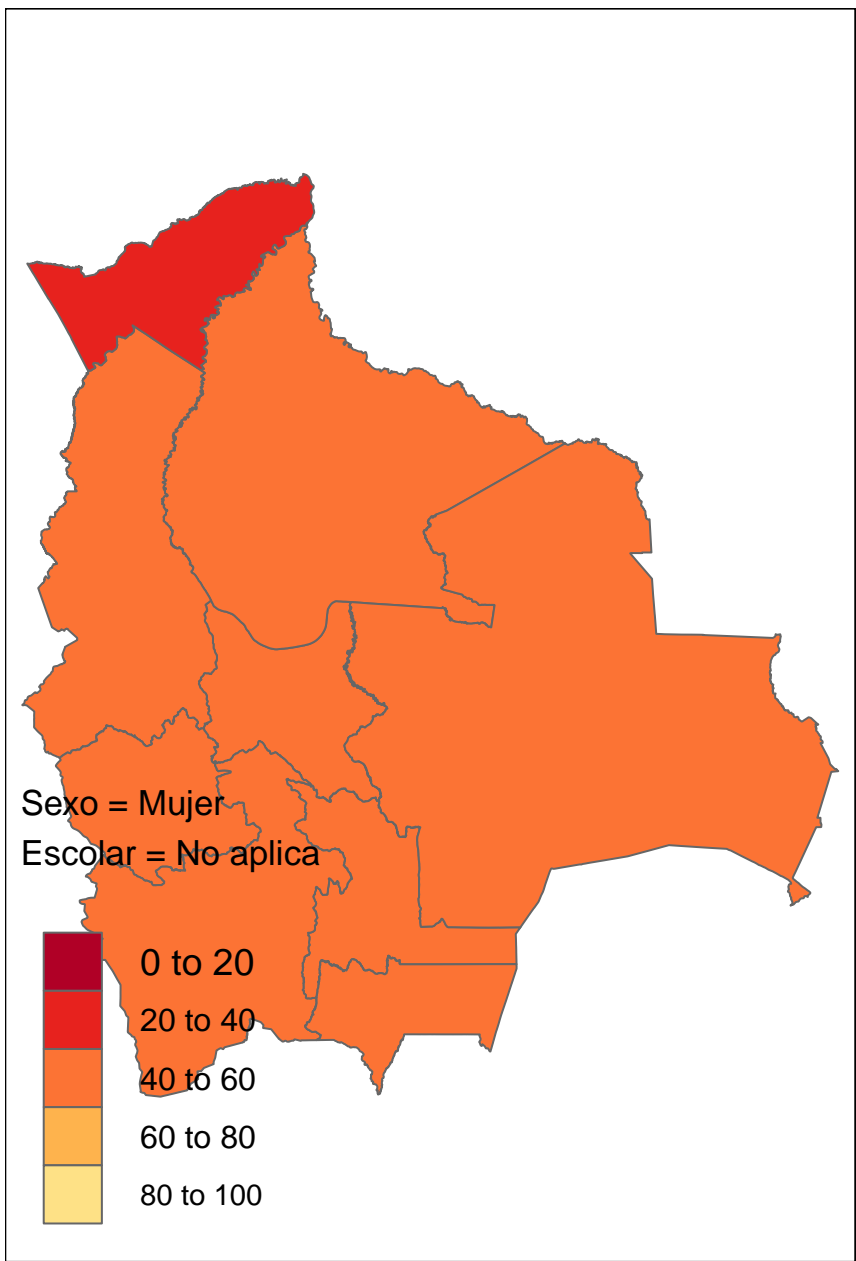 Sexo = Mujer
Escolar = No aplica
0 to 20
20 to 40
40 to 60
60 to 80
80 to 100